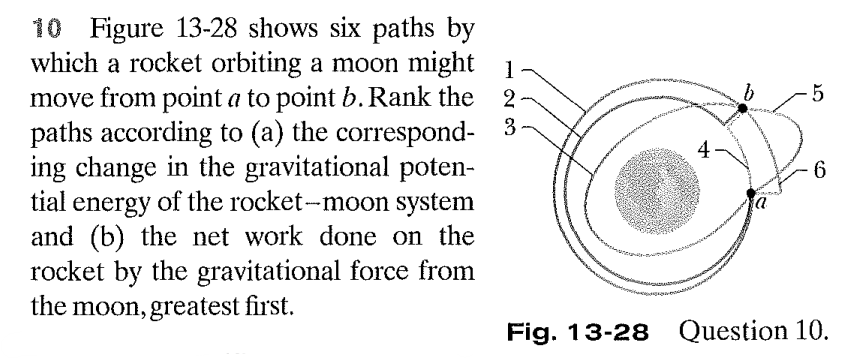 10 Figure 13-28 shows six paths by
which a rocket orbiting a moon might
move from point a to point b. Rank the
paths according to (a) the correspond-
ing change in the gravitational poten-
tial energy of the rocket–moon system
and (b) the net work done on the
rocket by the gravitational force from
the moon, greatest first.
1
2
3
b
5
4
6
a
Fig. 13-28 Question 10.